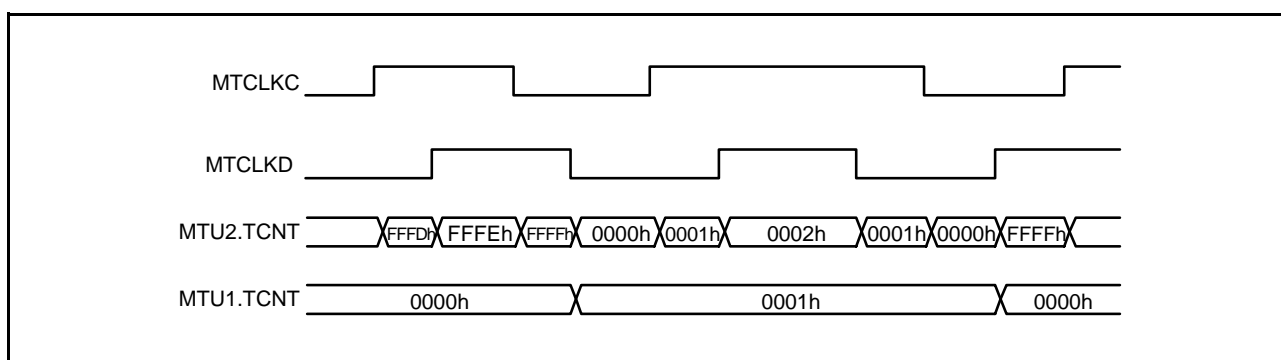 MTCLKC
MTCLKD
MTU2.TCNT FFFDh FFFEh FFFFh 0000h 0001h 0002h 0001h 0000h FFFFh
MTU1.TCNT 0000h 0001h 0000h